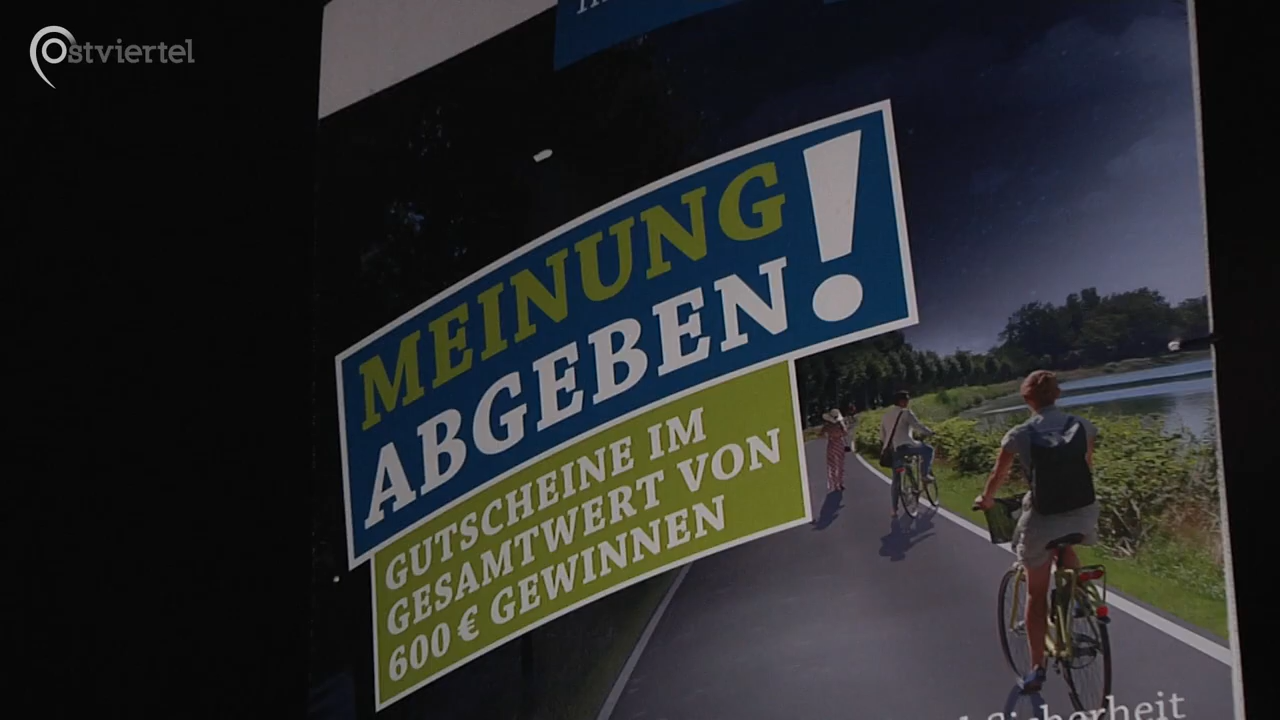 Ostviertel
MEINUNG
ABGEBEN!
GUTSCHEINE IM
GESAMTWERT VON
600 € GEWINNEN
Sicherheit